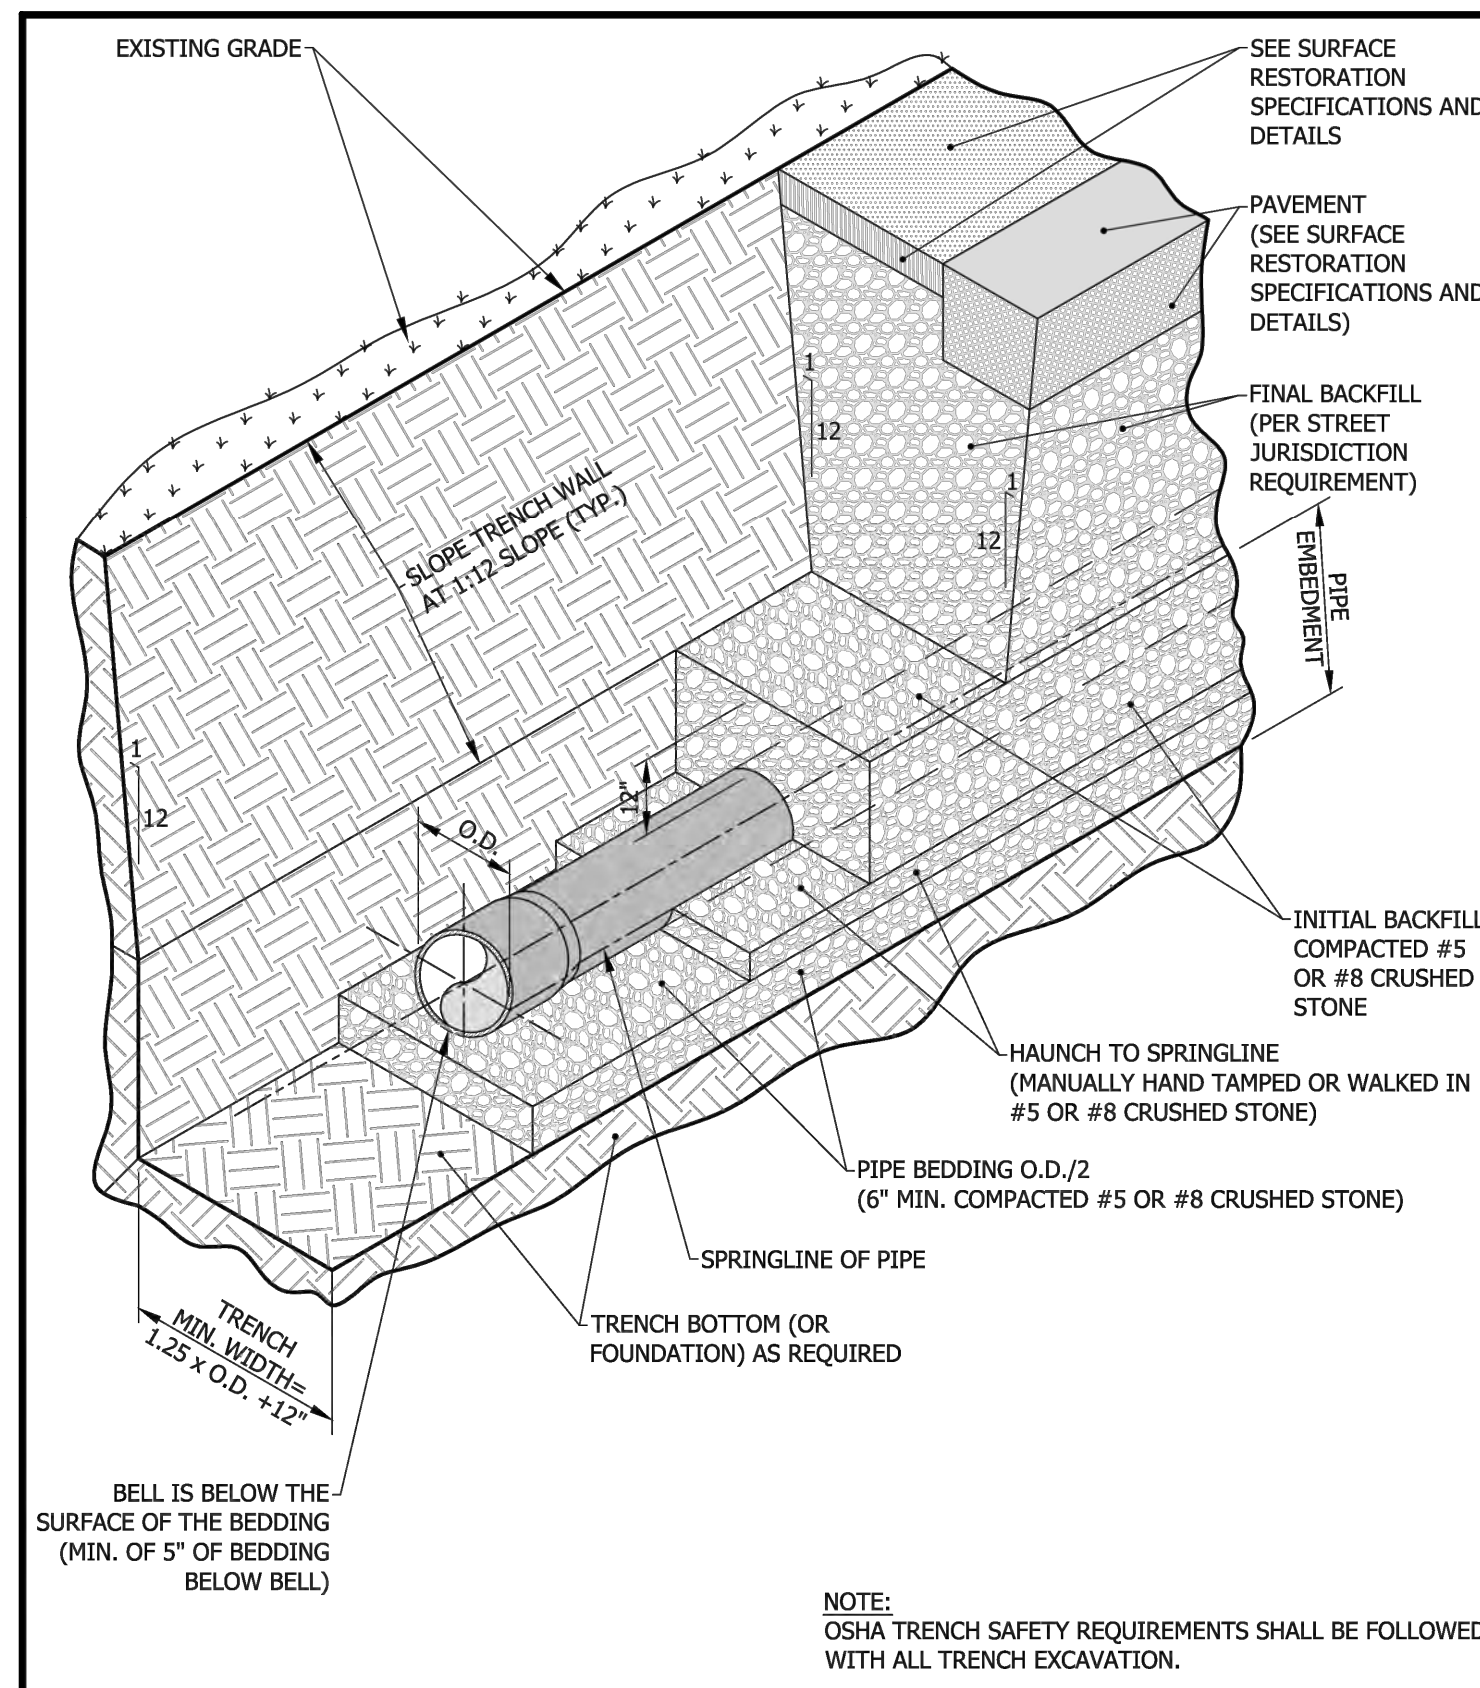 EXISTING GRADE
SEE SURFACE
RESTORATION
SPECIFICATIONS AND
DETAILS
PAVEMENT
(SEE SURFACE
RESTORATION
SPECIFICATIONS AND
DETAILS)
FINAL BACKFILL
(PER STREET
JURISDICTION
REQUIREMENT)
1
12
1
12
SLOPE TRENCH WALL
AT 1:12 SLOPE (TYP.)
PIPE
EMBEDMENT
1
12
12"
O.D.
INITIAL BACKFILL
COMPACTED #5
OR #8 CRUSHED
STONE
HAUNCH TO SPRINGLINE
(MANUALLY HAND TAMPED OR WALKED IN
#5 OR #8 CRUSHED STONE)
PIPE BEDDING O.D./2
(6" MIN. COMPACTED #5 OR #8 CRUSHED STONE)
SPRINGLINE OF PIPE
TRENCH BOTTOM (OR
FOUNDATION) AS REQUIRED
TRENCH
MIN. WIDTH=
1.25 x O.D. +12"
BELL IS BELOW THE
SURFACE OF THE BEDDING
(MIN. OF 5" OF BEDDING
BELOW BELL)
NOTE:
OSHA TRENCH SAFETY REQUIREMENTS SHALL BE FOLLOWED
WITH ALL TRENCH EXCAVATION.